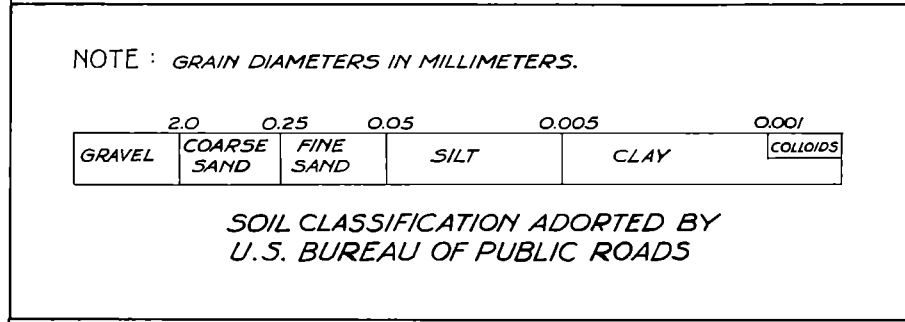 NOTE : GRAIN DIAMETERS IN MILLIMETERS.
2.0 0.25 0.05 0.005 0.001
GRAVEL COARSE SAND FINE SAND SILT CLAY COLLOIDS
SOIL CLASSIFICATION ADORTED BY
U.S. BUREAU OF PUBLIC ROADS